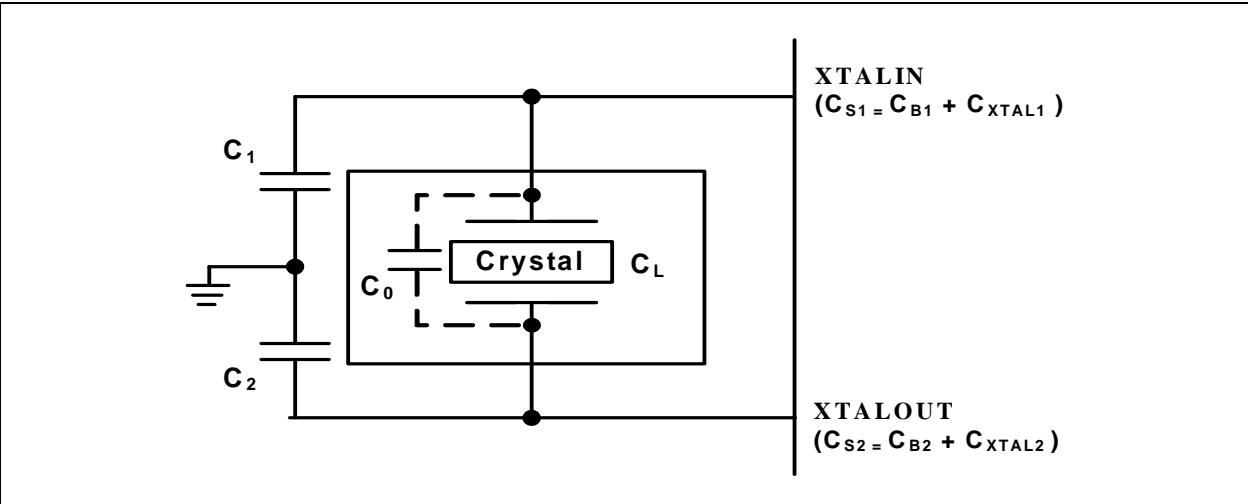 XTALIN
(CS1 = CB1 + CXTAL1 )
C1
Crystal
CL
C0
C2
XTALOUT
(CS2 = CB2 + CXTAL2 )